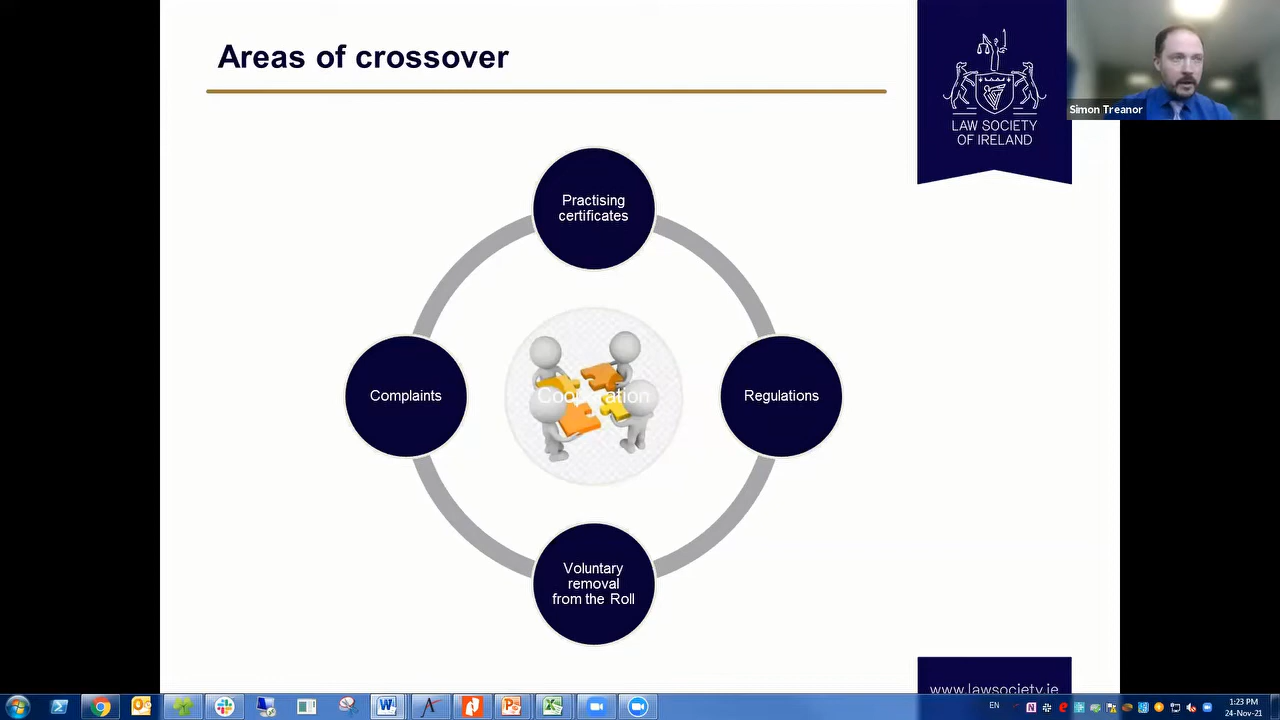 Areas of crossover
LAW SOCIETY
OF IRELAND
Simon Treanor
Practising
certificates
Complaints
Cooperation
Regulations
Voluntary
removal
from the Roll
www.lawsociety.ie
EN
1:23 PM
24-Nov-21